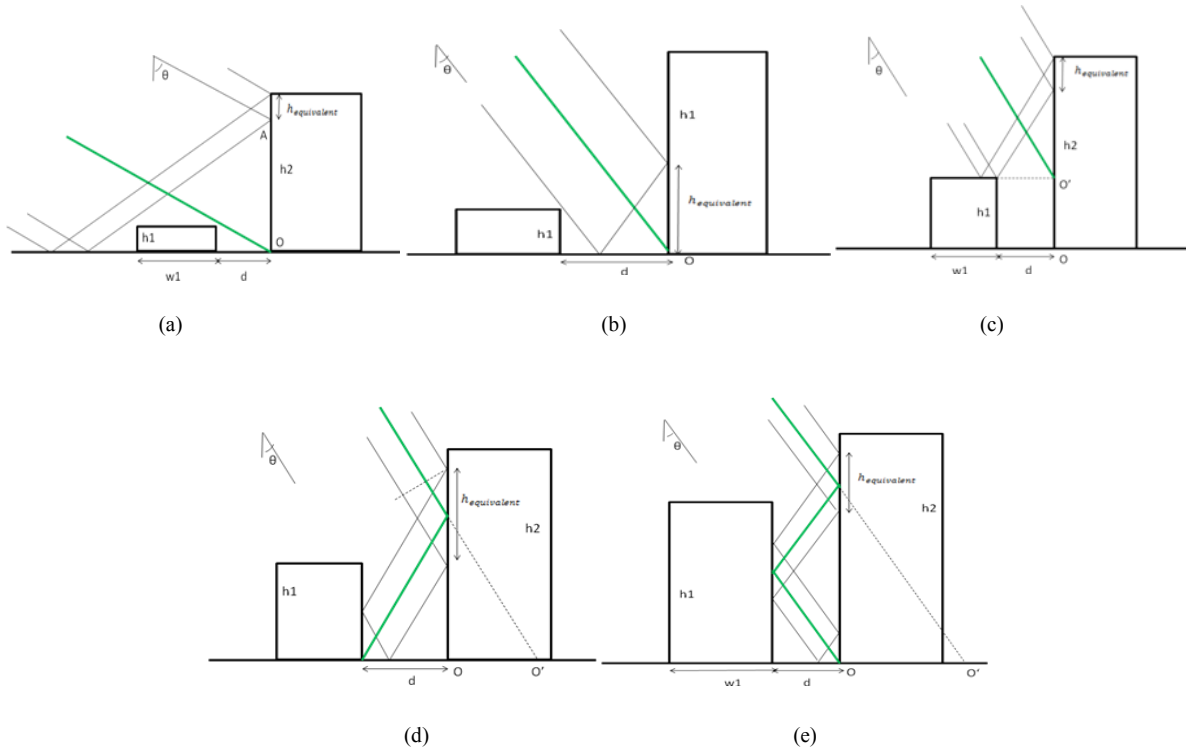 θ
h_equivalent
A
h2
h1
O
w1
d
(a)
θ
h1
h_equivalent
h1
d
O
(b)
θ
h_equivalent
h2
O'
h1
w1
d
O
(c)
θ
h_equivalent
h2
h1
d
O
O'
(d)
θ
h_equivalent
h2
h1
w1
d
O
O'
(e)